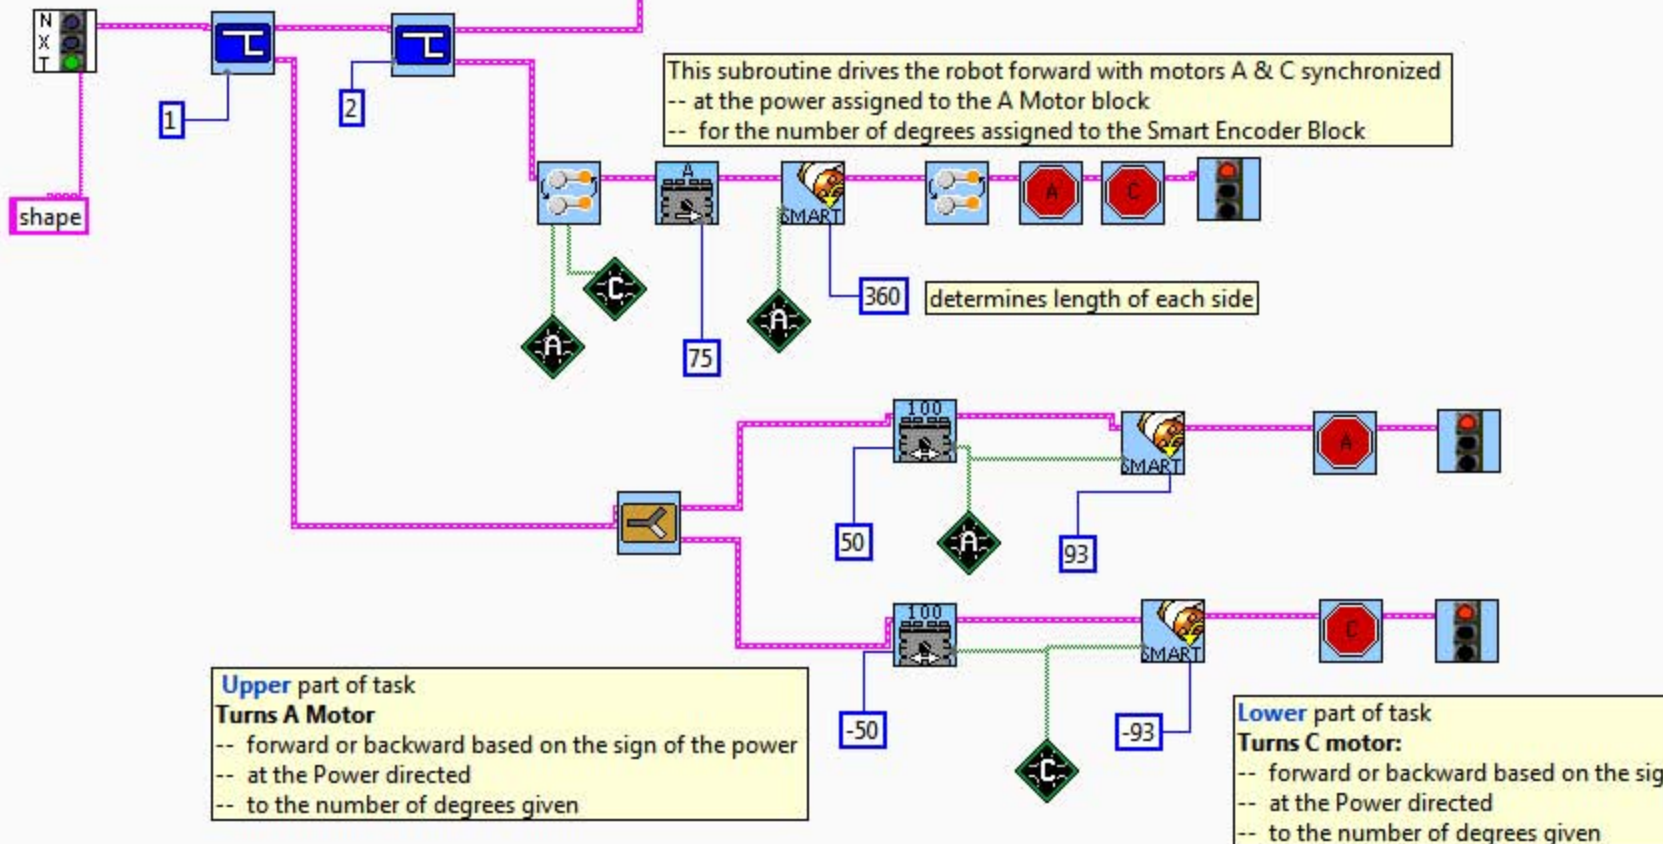 N
X
T
1
2
shape
This subroutine drives the robot forward with motors A & C synchronized
-- at the power assigned to the A Motor block
-- for the number of degrees assigned to the Smart Encoder Block
A
SMART
A
C
C
A
A
75
360
determines length of each side
100
SMART
A
50
A
93
100
SMART
C
-50
-93
C
Upper part of task
Turns A Motor
-- forward or backward based on the sign of the power
-- at the Power directed
-- to the number of degrees given
Lower part of task
Turns C motor:
-- forward or backward based on the sig
-- at the Power directed
-- to the number of degrees given